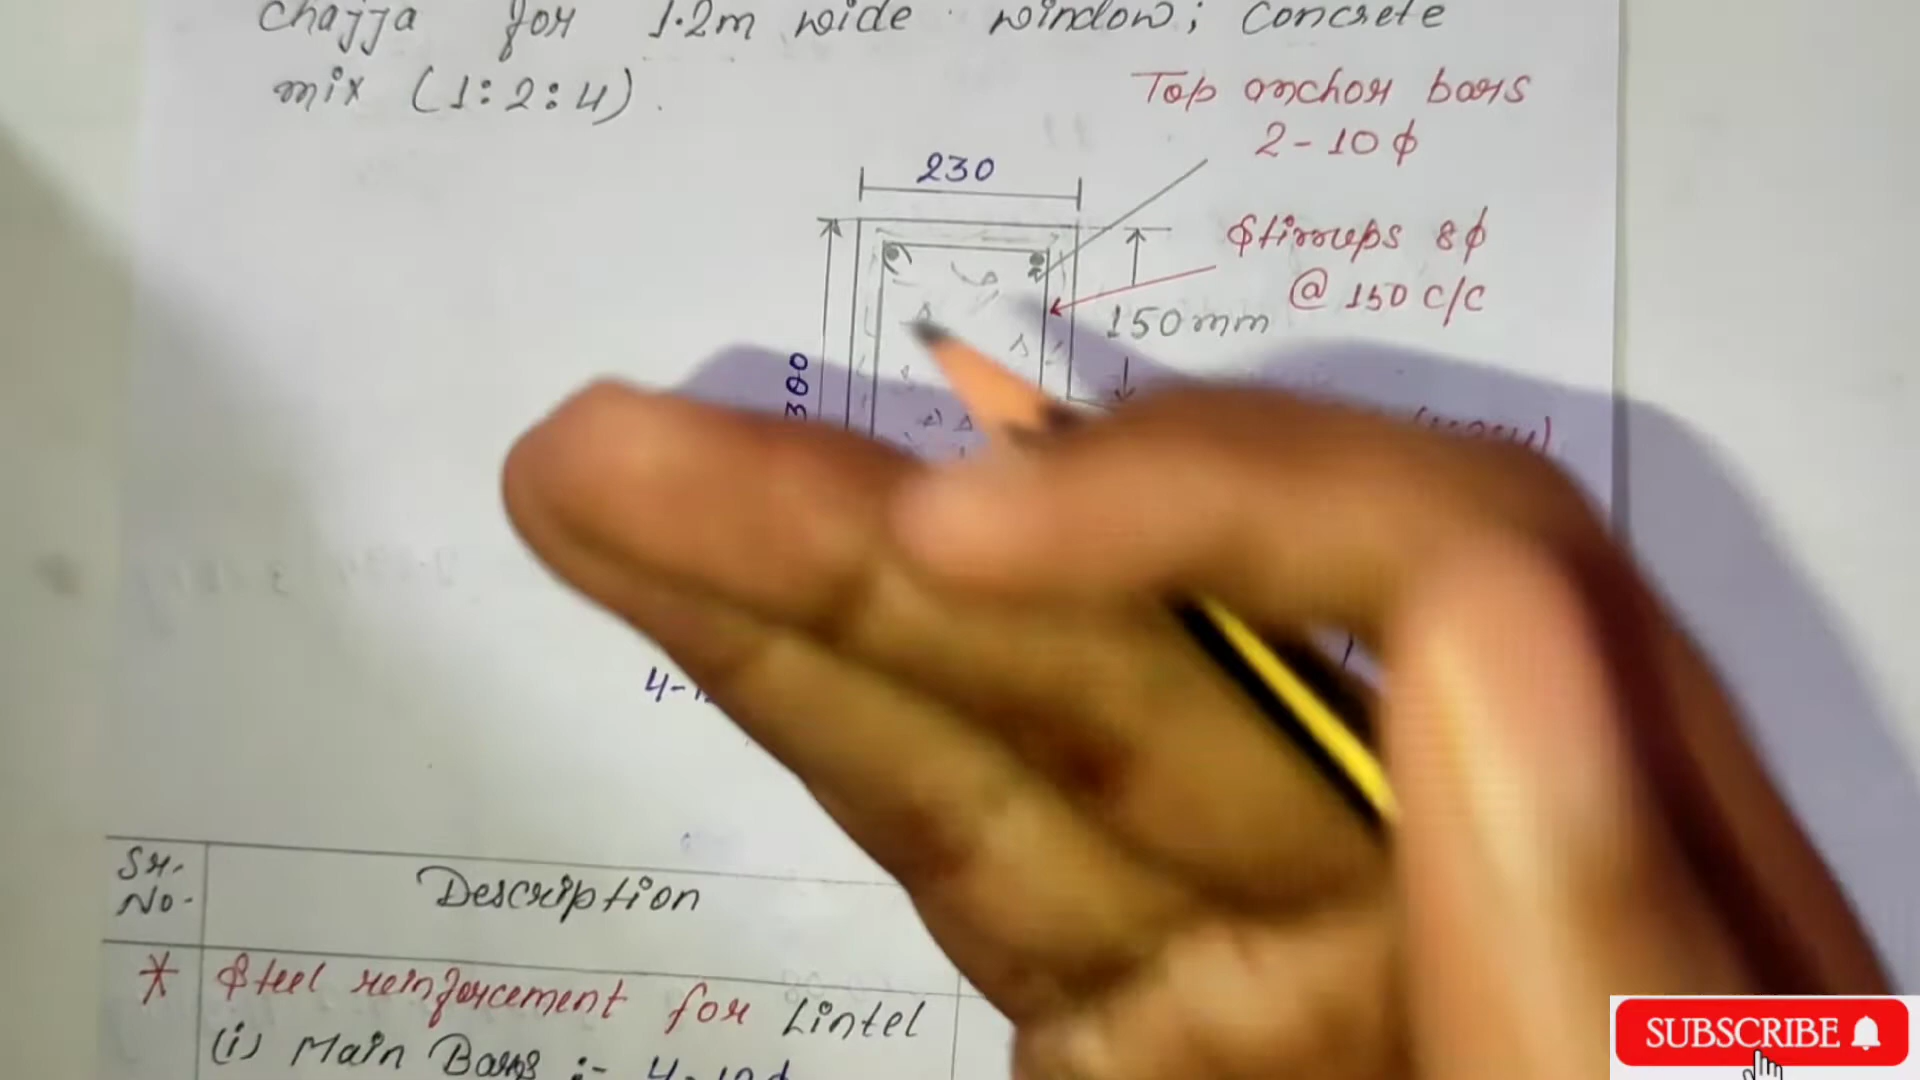 Chajja for 1.2m wide window; Concrete
mix (1:2:4).
Top anchor bars
2-10ϕ
230
Stirrups 8ϕ
@ 150 C/C
150mm
300
4-
Sr. No.
Description
* Steel reinforcement for Lintel
(i) Main Bars :-
SUBSCRIBE